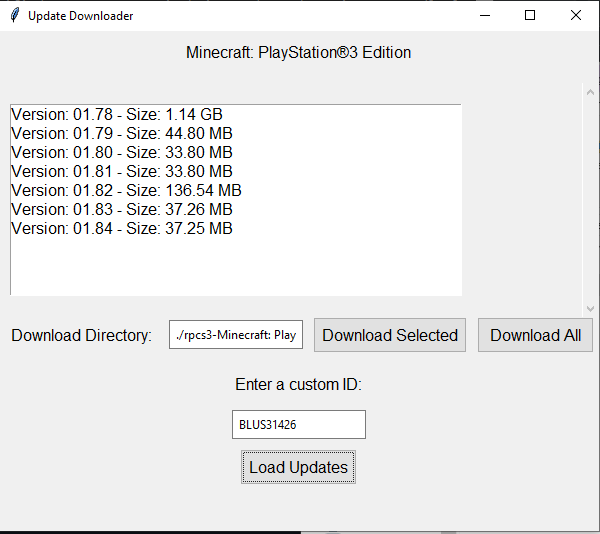 Update Downloader
Minecraft: PlayStation®3 Edition
Version: 01.78 - Size: 1.14 GB
Version: 01.79 - Size: 44.80 MB
Version: 01.80 - Size: 33.80 MB
Version: 01.81 - Size: 33.80 MB
Version: 01.82 - Size: 136.54 MB
Version: 01.83 - Size: 37.26 MB
Version: 01.84 - Size: 37.25 MB
Download Directory: ./rpcs3-Minecraft: Play Download Selected Download All
Enter a custom ID:
BLUS31426
Load Updates